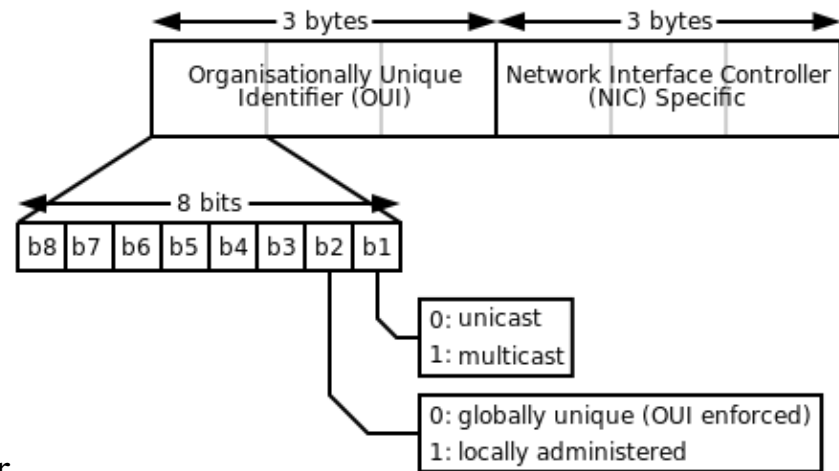 3 bytes 3 bytes
Organisationally Unique
Identifier (OUI)
Network Interface Controller
(NIC) Specific
8 bits
b8 b7 b6 b5 b4 b3 b2 b1
0: unicast
1: multicast
0: globally unique (OUI enforced)
1: locally administered
r